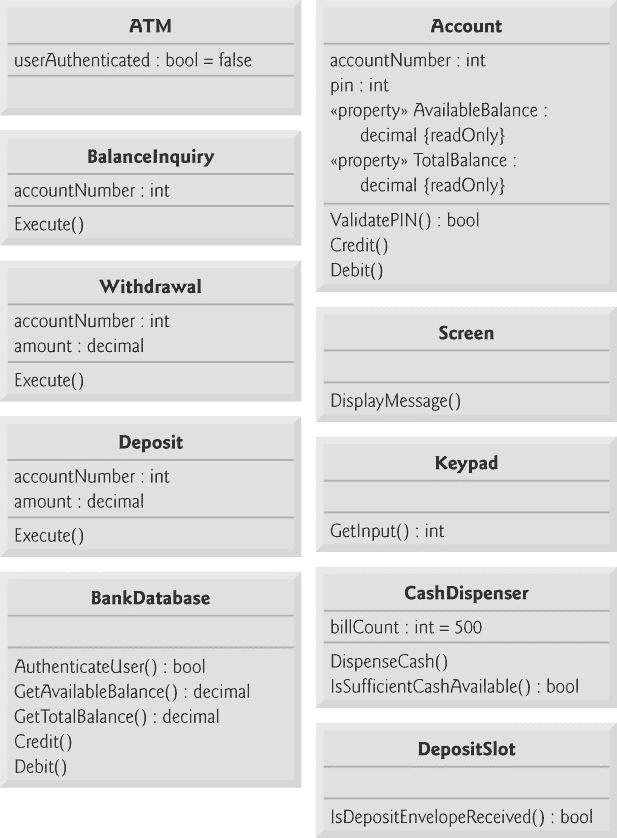 ATM
userAuthenticated : bool = false
BalanceInquiry
accountNumber : int
Execute()
Withdrawal
accountNumber : int
amount : decimal
Execute()
Deposit
accountNumber : int
amount : decimal
Execute()
BankDatabase
AuthenticateUser() : bool
GetAvailableBalance() : decimal
GetTotalBalance() : decimal
Credit()
Debit()
Account
accountNumber : int
pin : int
«property» AvailableBalance :
decimal {readOnly}
«property» TotalBalance :
decimal {readOnly}
ValidatePIN() : bool
Credit()
Debit()
Screen
DisplayMessage()
Keypad
GetInput() : int
CashDispenser
billCount : int = 500
DispenseCash()
IsSufficientCashAvailable() : bool
DepositSlot
IsDepositEnvelopeReceived() : bool